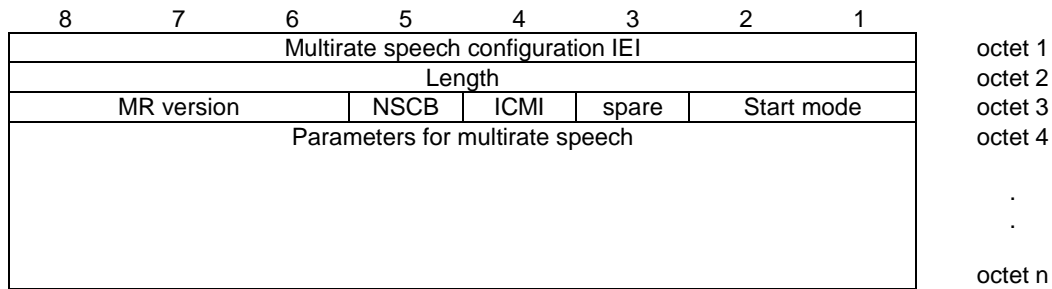 8 7 6 5 4 3 2 1
Multirate speech configuration IEI octet 1
Length octet 2
MR version NSCB ICMI spare Start mode octet 3
Parameters for multirate speech octet 4
.
.
octet n